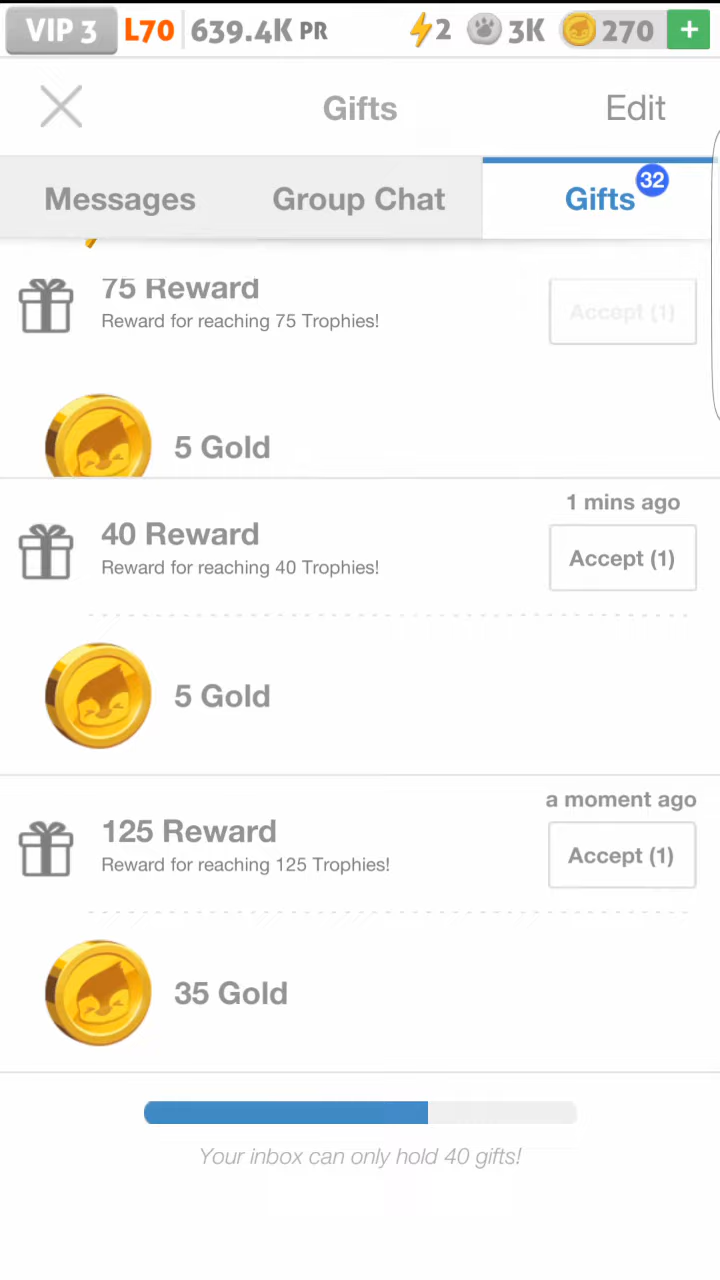 VIP 3 L70 639.4K PR 2 3K 270 +
Gifts Edit
Messages Group Chat Gifts 32
75 Reward
Reward for reaching 75 Trophies!
Accept (1)
5 Gold
1 mins ago
40 Reward
Reward for reaching 40 Trophies!
Accept (1)
5 Gold
a moment ago
125 Reward
Reward for reaching 125 Trophies!
Accept (1)
35 Gold
Your inbox can only hold 40 gifts!